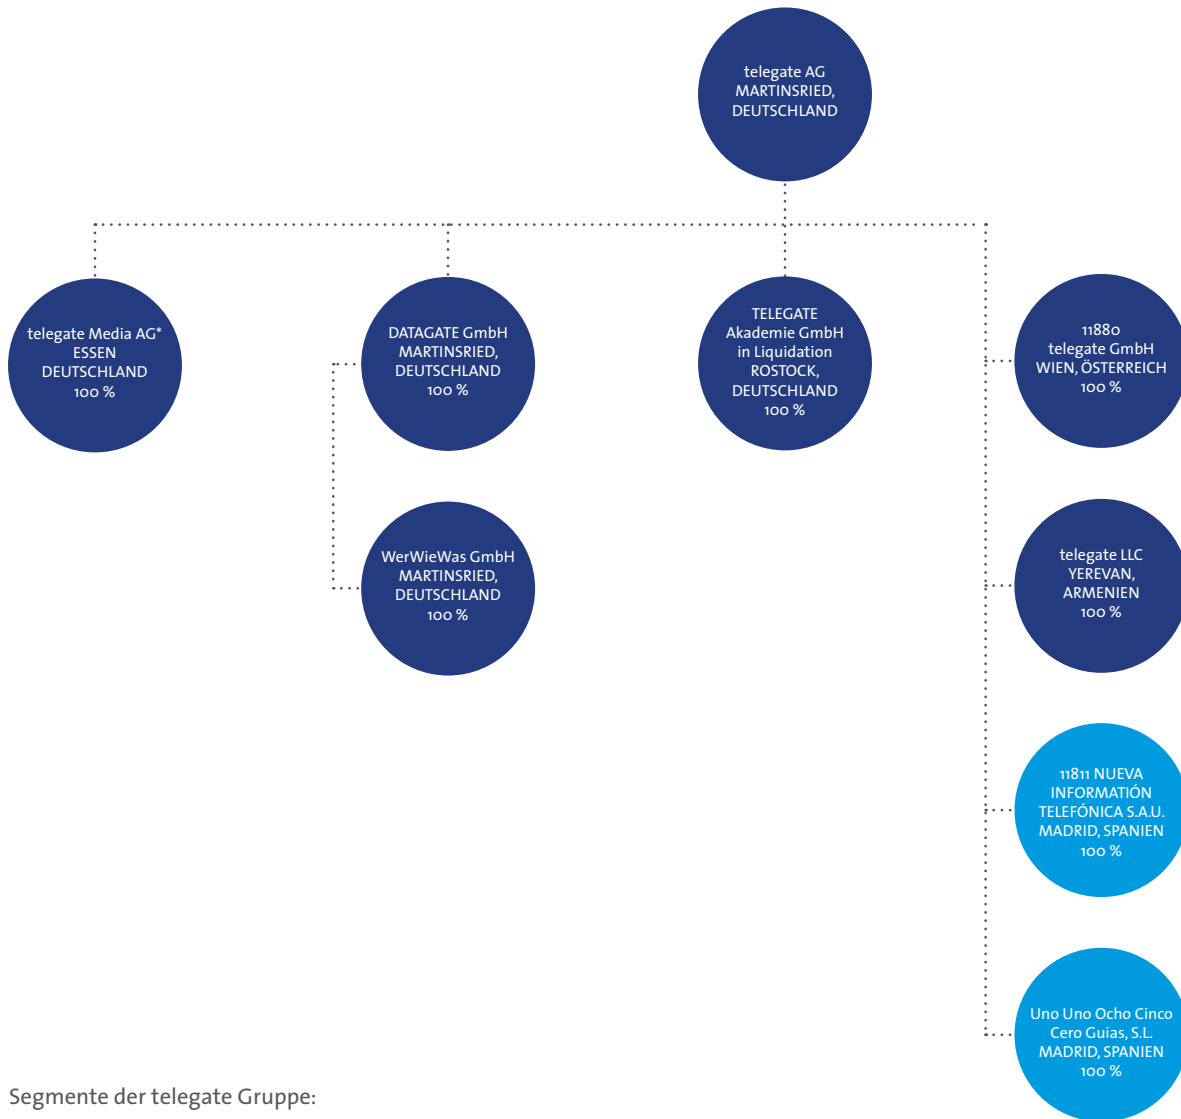 telegate AG
MARTINSRIED,
DEUTSCHLAND
telegate Media AG*
ESSEN
DEUTSCHLAND
100 %
DATAGATE GmbH
MARTINSRIED,
DEUTSCHLAND
100 %
TELEGATE
Akademie GmbH
in Liquidation
ROSTOCK,
DEUTSCHLAND
100 %
11880
telegate GmbH
WIEN, ÖSTERREICH
100 %
WerWieWas GmbH
MARTINSRIED,
DEUTSCHLAND
100 %
telegate LLC
YEREVAN,
ARMENIEN
100 %
11811 NUEVA
INFORMATIÓN
TELEFÓNICA S.A.U.
MADRID, SPANIEN
100 %
Uno Uno Ocho Cinco
Cero Guias, S.L.
MADRID, SPANIEN
100 %
Segmente der telegate Gruppe: